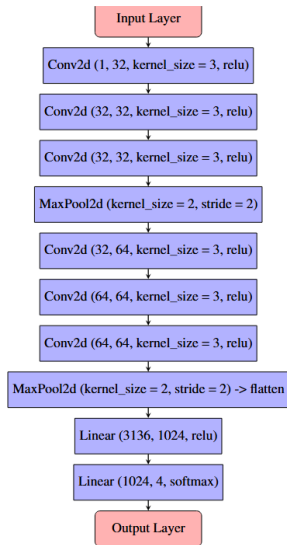 Input Layer
Conv2d (1, 32, kernel_size = 3, relu)
Conv2d (32, 32, kernel_size = 3, relu)
Conv2d (32, 32, kernel_size = 3, relu)
MaxPool2d (kernel_size = 2, stride = 2)
Conv2d (32, 64, kernel_size = 3, relu)
Conv2d (64, 64, kernel_size = 3, relu)
Conv2d (64, 64, kernel_size = 3, relu)
MaxPool2d (kernel_size = 2, stride = 2) -> flatten
Linear (3136, 1024, relu)
Linear (1024, 4, softmax)
Output Layer